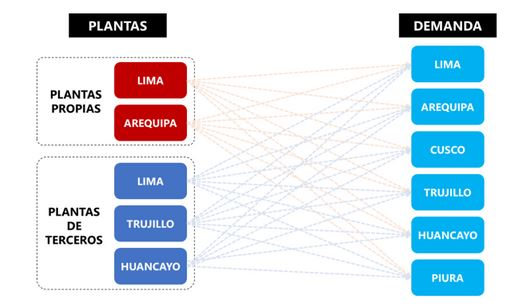 PLANTAS
DEMANDA
PLANTAS
PROPIAS
LIMA
AREQUIPA
PLANTAS
DE
TERCEROS
LIMA
TRUJILLO
HUANCAYO
LIMA
AREQUIPA
CUSCO
TRUJILLO
HUANCAYO
PIURA